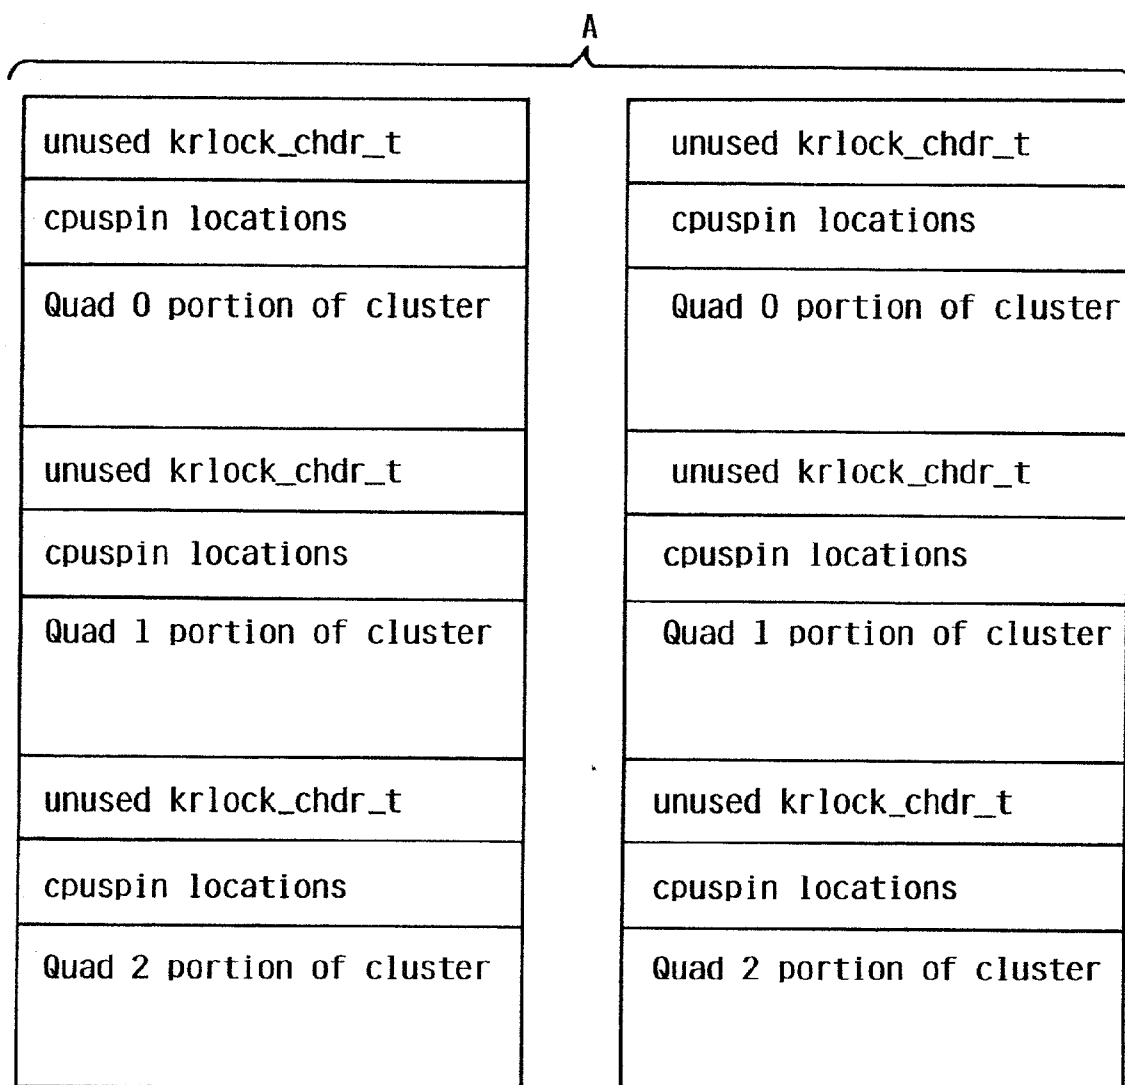 A
unused krlock_chdr_t
cpuspin locations
Quad 0 portion of cluster
unused krlock_chdr_t
cpuspin locations
Quad 1 portion of cluster
unused krlock_chdr_t
cpuspin locations
Quad 2 portion of cluster
unused krlock_chdr_t
cpuspin locations
Quad 0 portion of cluster
unused krlock_chdr_t
cpuspin locations
Quad 1 portion of cluster
unused krlock_chdr_t
cpuspin locations
Quad 2 portion of cluster